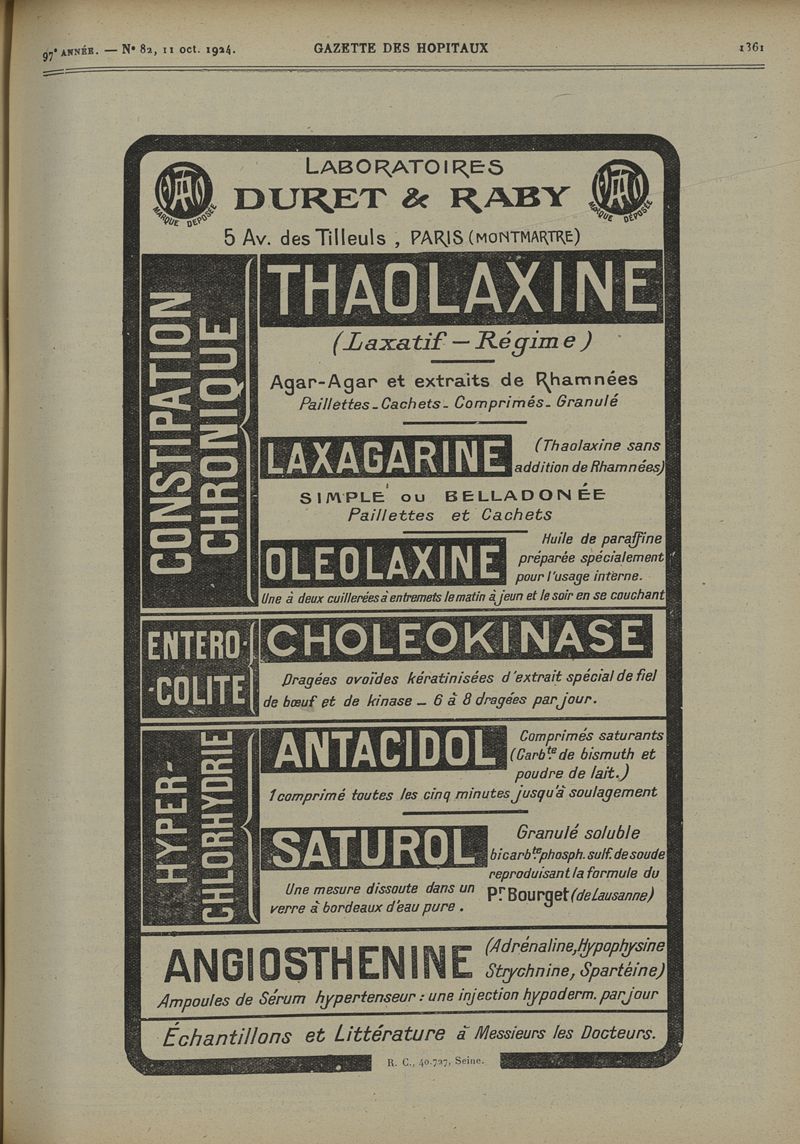 97ᵉ ANNÉE. — N° 82, 11 oct. 1924.
GAZETTE DES HOPITAUX
1361
LABORATOIRES
DURET & RABY
MARQUE DÉPOSÉE
MARQUE DÉPOSÉE
5 Av. des Tilleuls, PARIS (MONTMARTRE)
CONSTIPATION
CHRONIQUE
THAOLAXINE
(Laxatif — Régime)
Agar-Agar et extraits de Rhamnées
Paillettes - Cachets - Comprimés - Granulé
LAXAGARINE
(Thaolaxine sans
addition de Rhamnées)
SIMPLE OU BELLADONÉE
Paillettes et Cachets
OLEOLAXINE
Huile de paraffine
préparée spécialement
pour l'usage interne.
Une à deux cuillerées à entremets le matin à jeun et le soir en se couchant
ENTERO-
-COLITE
CHOLEOKINASE
Dragées ovoïdes kératinisées d'extrait spécial de fiel
de bœuf et de kinase — 6 à 8 dragées par jour.
HYPER-
CHLORHYDRIE
ANTACIDOL
Comprimés saturants
(Carbᵗᵉ de bismuth et
poudre de lait.)
1 comprimé toutes les cinq minutes jusqu'à soulagement
SATUROL
Granulé soluble
bicarbᵗᵉ phosph. sulf. de soude
reproduisant la formule du
Pʳ Bourget (de Lausanne)
Une mesure dissoute dans un
verre à bordeaux d'eau pure.
ANGIOSTHENINE
(Adrénaline, Hypophysine
Strychnine, Spartéine)
Ampoules de Sérum hypertenseur : une injection hypoderm. par jour
Échantillons et Littérature à Messieurs les Docteurs.
R. C., 40.727, Seine.